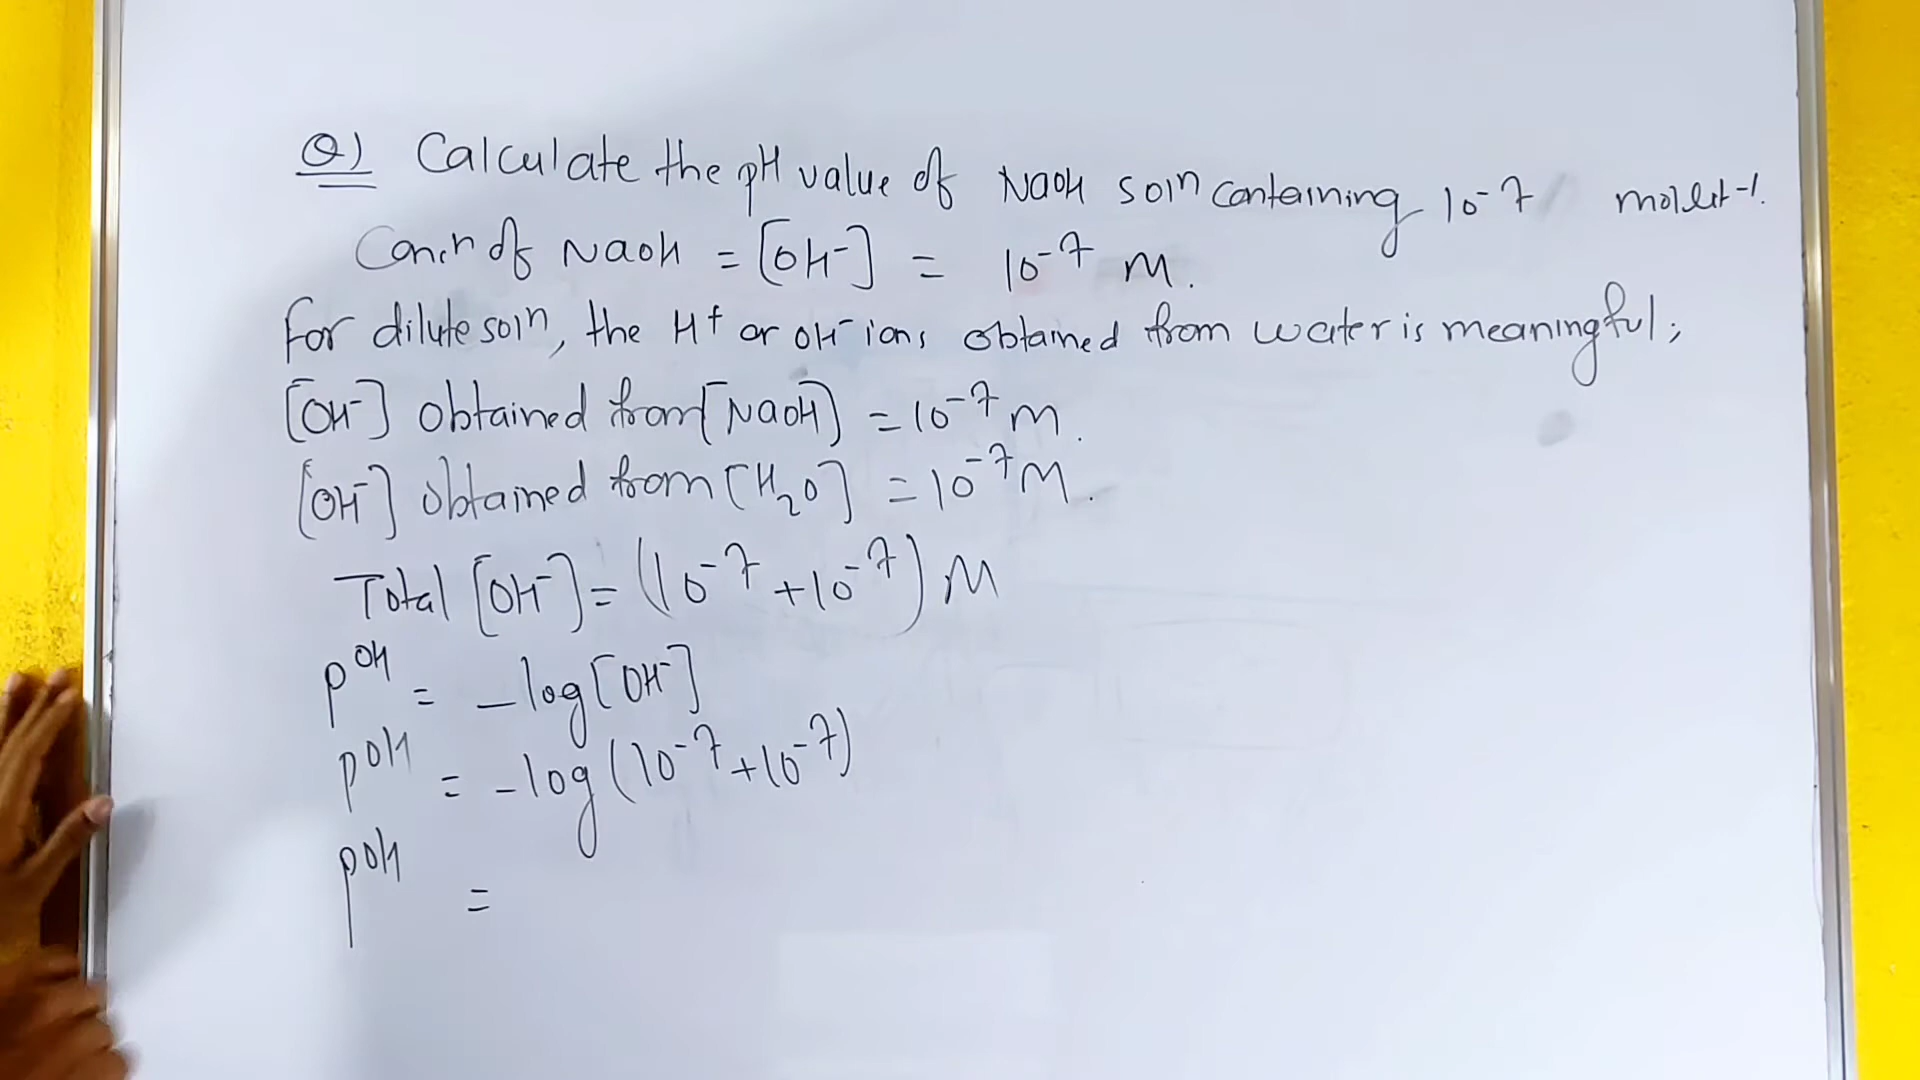 Q) Calculate the pH value of NaOH soln containing 10⁻⁷ mol lit⁻¹.
Conc.n of NaOH = [OH⁻] = 10⁻⁷ M.
For dilute soln, the H⁺ or OH⁻ ions obtained from water is meaningful;
[OH⁻] obtained from [NaOH] = 10⁻⁷ M.
[OH⁻] obtained from [H₂O] = 10⁻⁷ M.
Total [OH⁻] = (10⁻⁷ + 10⁻⁷) M
pOH = -log[OH⁻]
pOH = -log(10⁻⁷ + 10⁻⁷)
pOH =